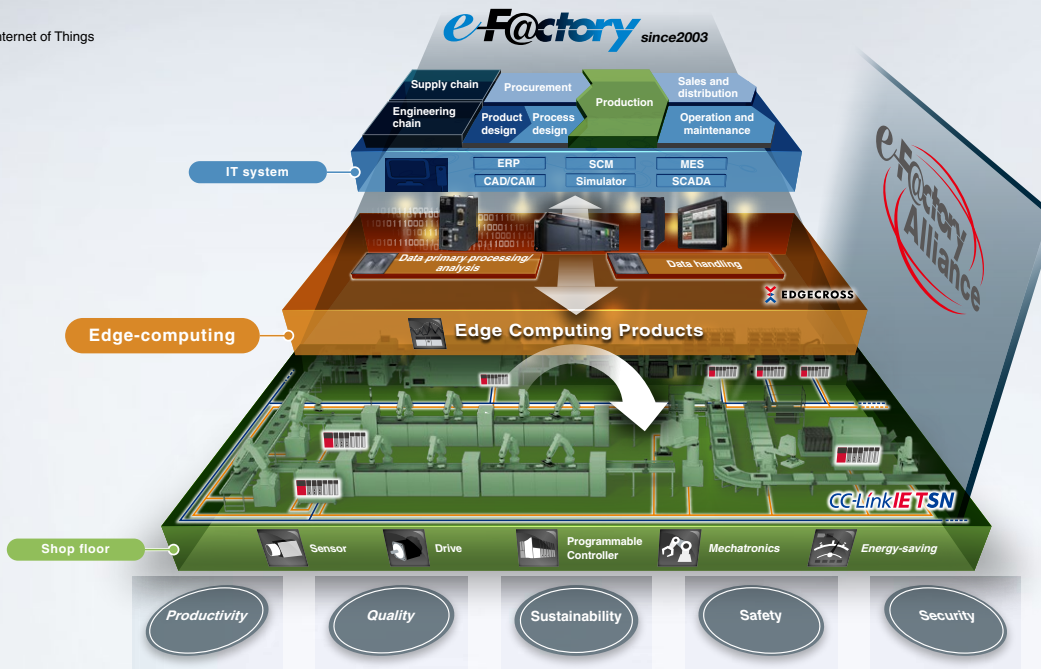 nternet of Things
e-F@ctory since2003
Supply chain
Procurement
Production
Sales and
distribution
Engineering
chain
Product
design
Process
design
Operation and
maintenance
IT system
ERP
SCM
MES
CAD/CAM
Simulator
SCADA
Data primary processing/
analysis
Data handling
EDGECROSS
Edge-computing
Edge Computing Products
e-F@ctory
Alliance
CC-Link IE TSN
Shop floor
Sensor
Drive
Programmable
Controller
Mechatronics
Energy-saving
Productivity
Quality
Sustainability
Safety
Security